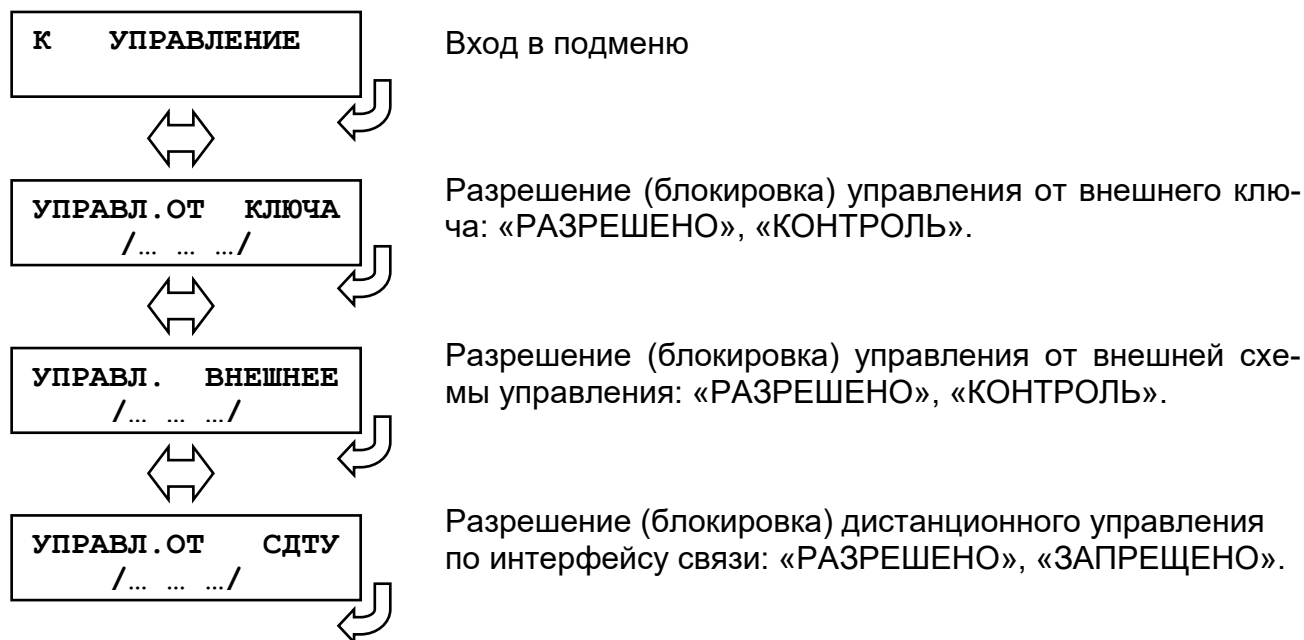 К УПРАВЛЕНИЕ
Вход в подменю
УПРАВЛ.ОТ КЛЮЧА
/… … …/
Разрешение (блокировка) управления от внешнего клю-
ча: «РАЗРЕШЕНО», «КОНТРОЛЬ».
УПРАВЛ. ВНЕШНЕЕ
/… … …/
Разрешение (блокировка) управления от внешней схе-
мы управления: «РАЗРЕШЕНО», «КОНТРОЛЬ».
УПРАВЛ.ОТ СДТУ
/… … …/
Разрешение (блокировка) дистанционного управления
по интерфейсу связи: «РАЗРЕШЕНО», «ЗАПРЕЩЕНО».